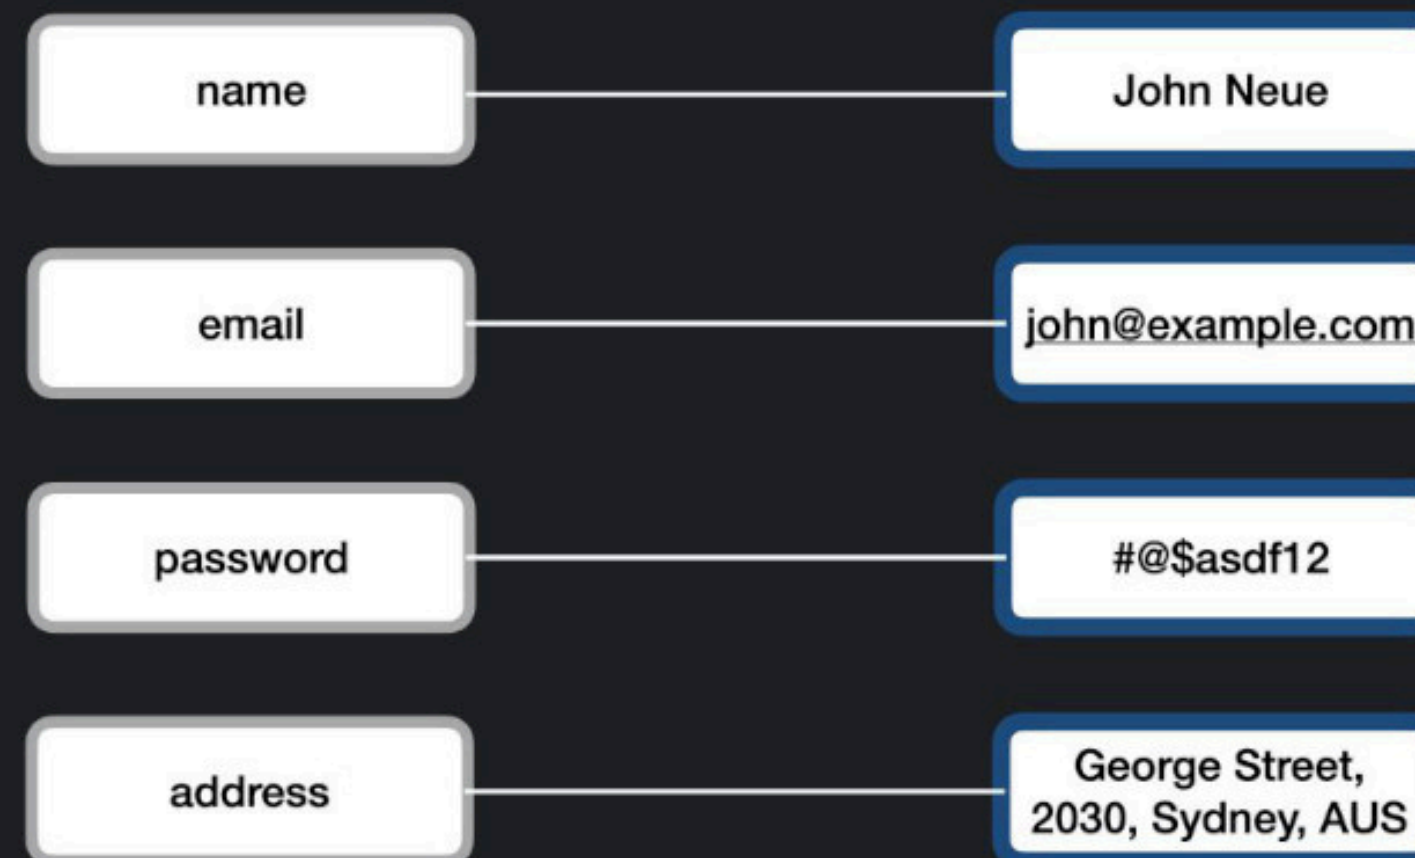 name
John Neue
email
john@example.com
password
#@$asdf12
address
George Street,
2030, Sydney, AUS